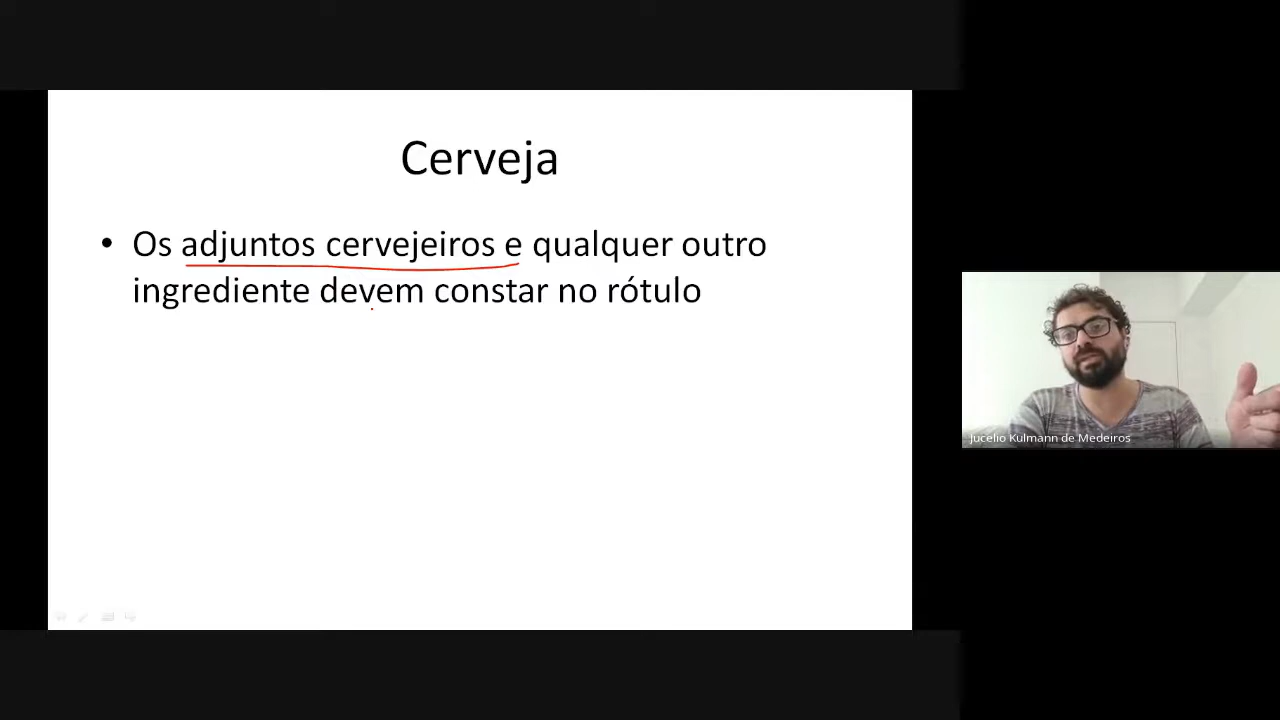 Cerveja
• Os adjuntos cervejeiros e qualquer outro
ingrediente devem constar no rótulo
Jucelio Kulmann de Medeiros